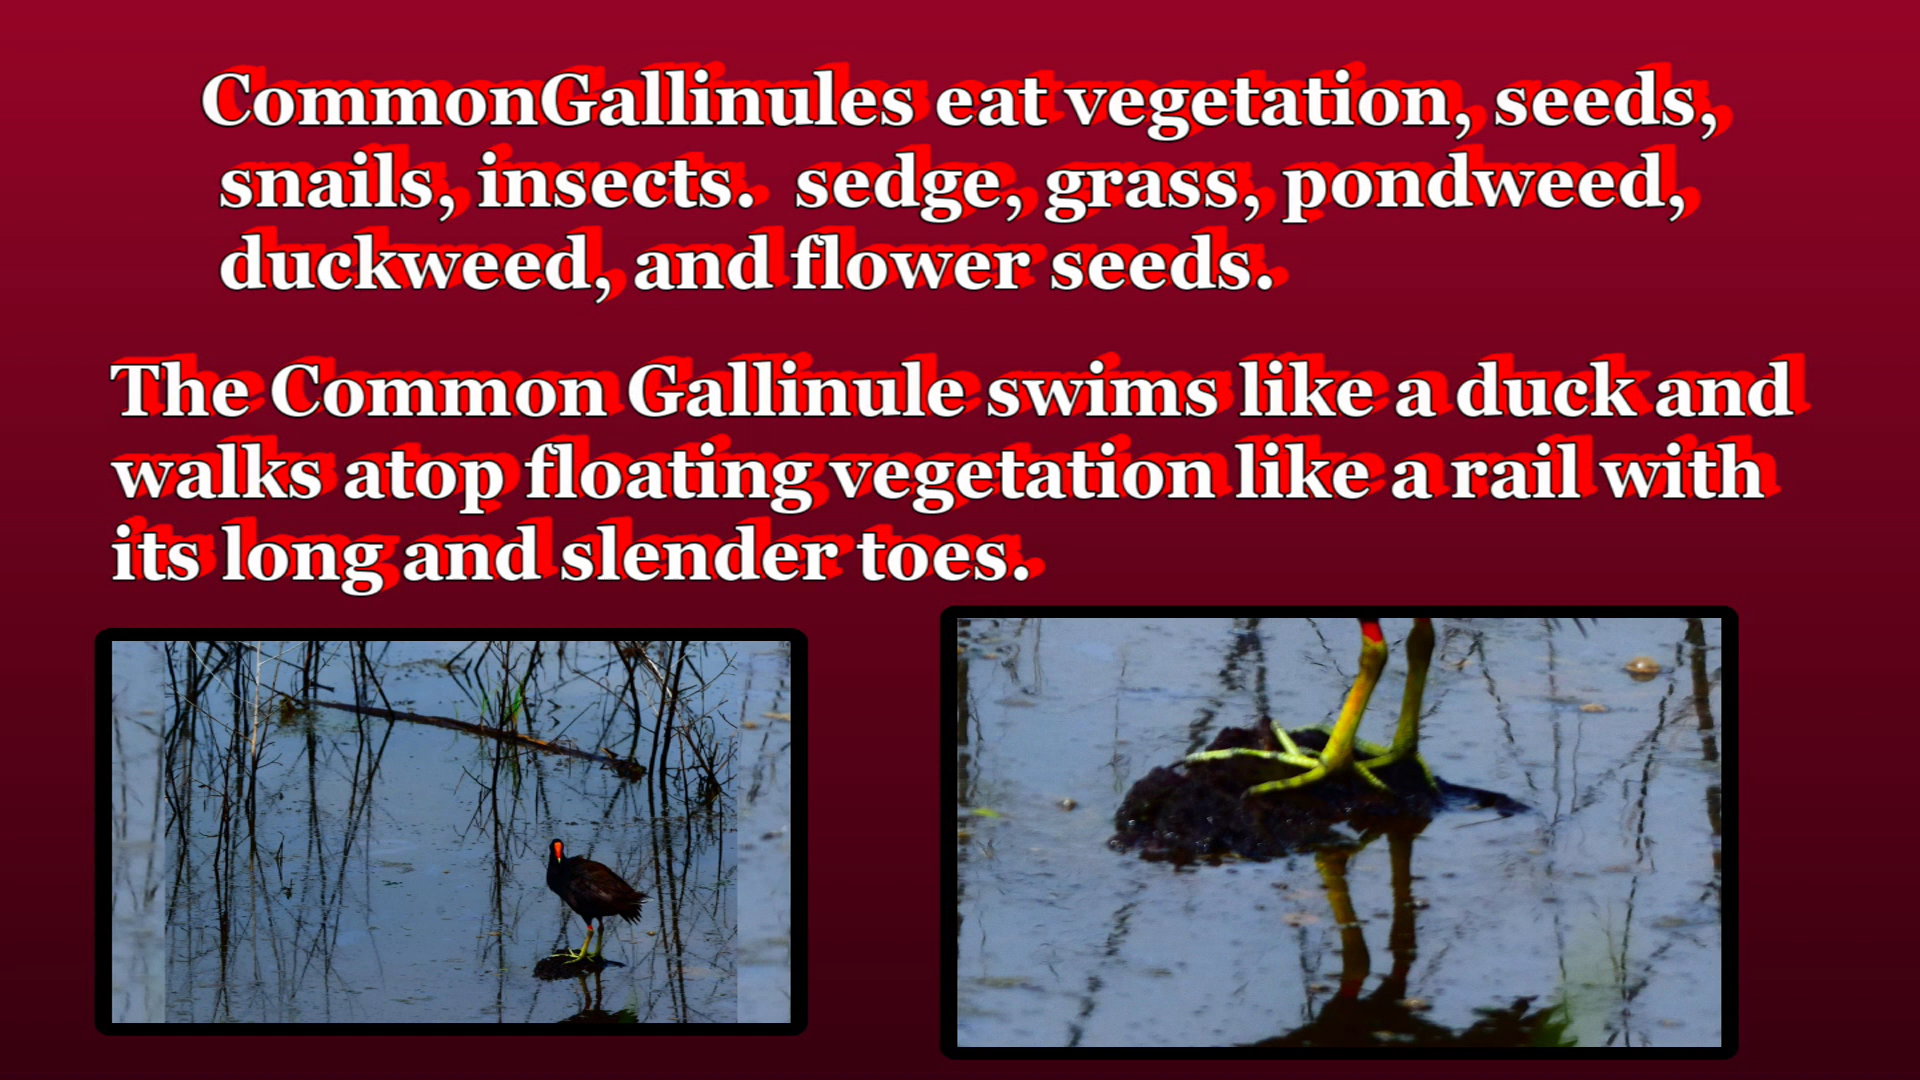 CommonGallinules eat vegetation, seeds,
snails, insects.  sedge, grass, pondweed,
duckweed, and flower seeds.
The Common Gallinule swims like a duck and
walks atop floating vegetation like a rail with
its long and slender toes.